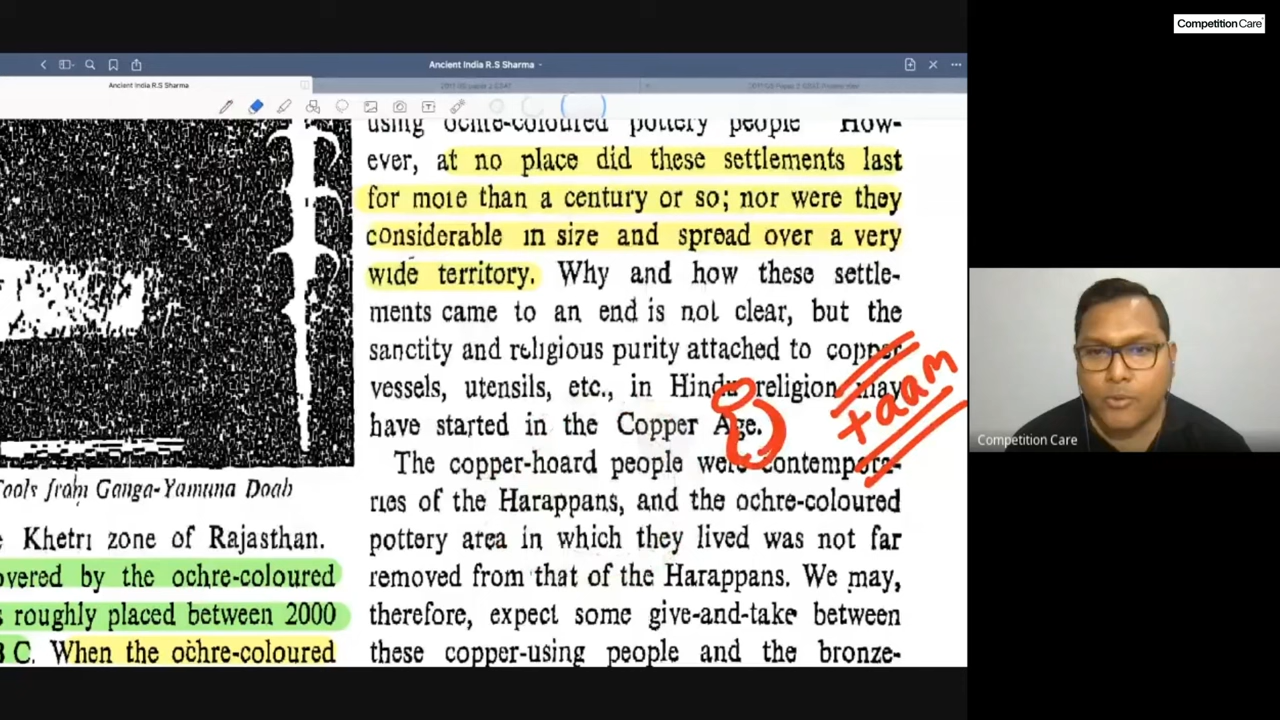 CompetitionCare
Ancient India R.S Sharma
Ancient India R.S Sharma
Tools from Ganga-Yamuna Doab
Khetri zone of Rajasthan.
overed by the ochre-coloured
s roughly placed between 2000
B C. When the ochre-coloured
using ochre-coloured pottery people How-
ever, at no place did these settlements last
for more than a century or so; nor were they
considerable in size and spread over a very
wide territory. Why and how these settle-
ments came to an end is not clear, but the
sanctity and religious purity attached to copper
vessels, utensils, etc., in Hindu religion may
have started in the Copper Age.
taam
The copper-hoard people were contempora-
ries of the Harappans, and the ochre-coloured
pottery area in which they lived was not far
removed from that of the Harappans. We may,
therefore, expect some give-and-take between
these copper-using people and the bronze-
Competition Care